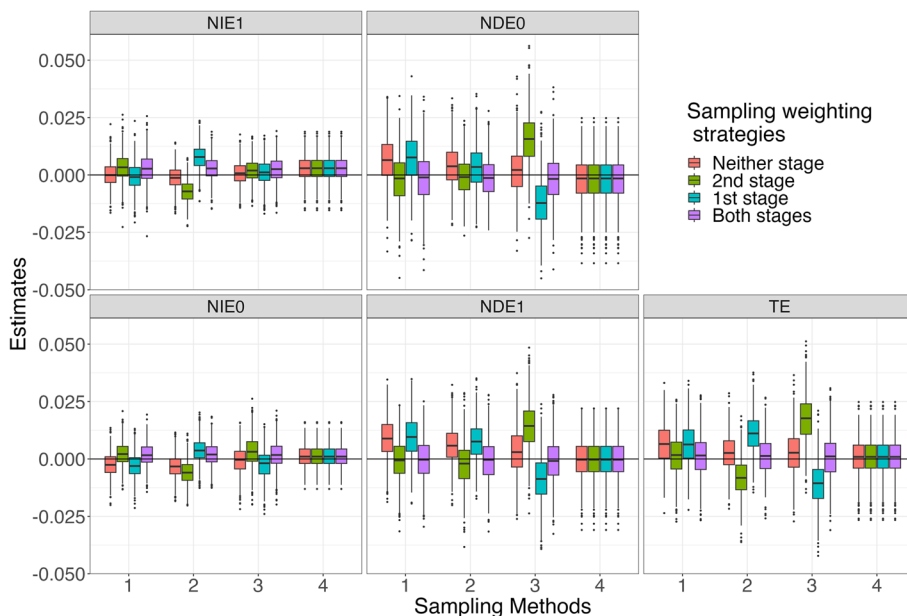 NIE1
NDE0
0.050
0.025
0.000
-0.025
-0.050
Sampling weighting
strategies
Neither stage
2nd stage
1st stage
Both stages
Estimates
NIE0
NDE1
TE
0.050
0.025
0.000
-0.025
-0.050
1 2 3 4
1 2 3 4
1 2 3 4
Sampling Methods